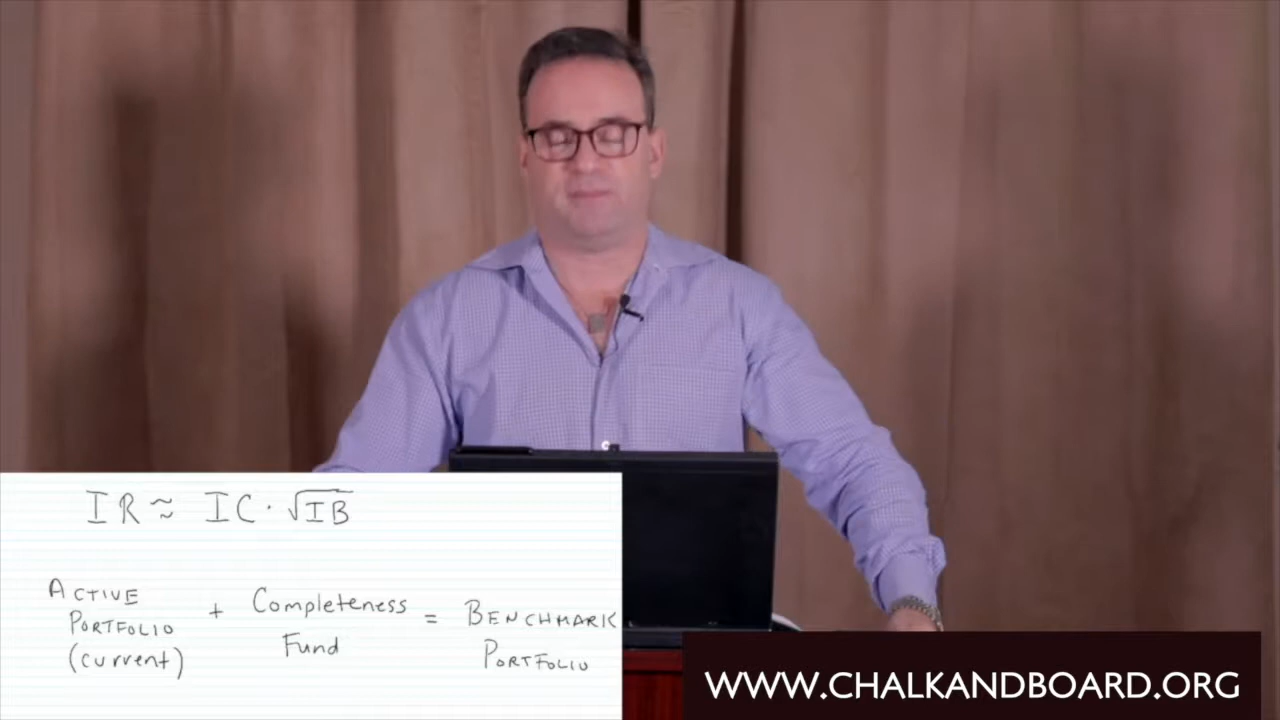 IR ≈ IC · √IB
ACTIVE PORTFOLIO (current) + Completeness Fund = BENCHMARK PORTFOLIO
WWW.CHALKANDBOARD.ORG